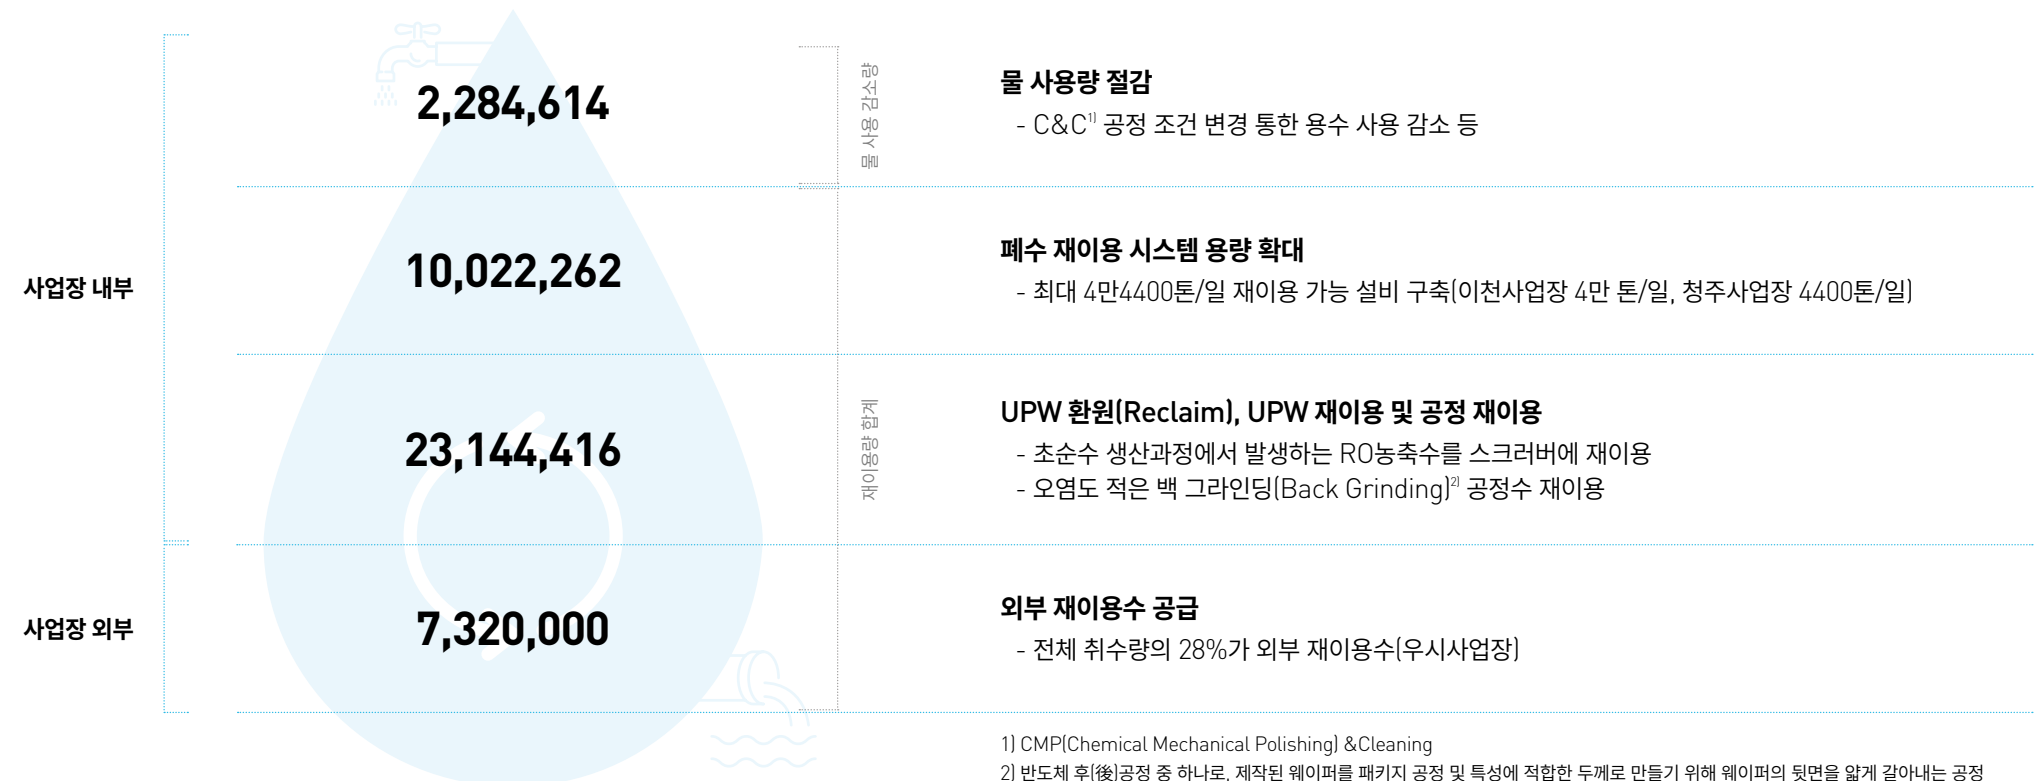 사업장 내부
2,284,614
물 사용 감소량
물 사용량 절감
- C&C1) 공정 조건 변경 통한 용수 사용 감소 등
10,022,262
폐수 재이용 시스템 용량 확대
- 최대 4만4400톤/일 재이용 가능 설비 구축(이천사업장 4만 톤/일, 청주사업장 4400톤/일)
23,144,416
재이용량 합계
UPW 환원(Reclaim), UPW 재이용 및 공정 재이용
- 초순수 생산과정에서 발생하는 RO농축수를 스크러버에 재이용
- 오염도 적은 백 그라인딩(Back Grinding)2) 공정수 재이용
사업장 외부
7,320,000
외부 재이용수 공급
- 전체 취수량의 28%가 외부 재이용수(우시사업장)
1) CMP(Chemical Mechanical Polishing) &Cleaning
2) 반도체 후(後)공정 중 하나로, 제작된 웨이퍼를 패키지 공정 및 특성에 적합한 두께로 만들기 위해 웨이퍼의 뒷면을 얇게 갈아내는 공정